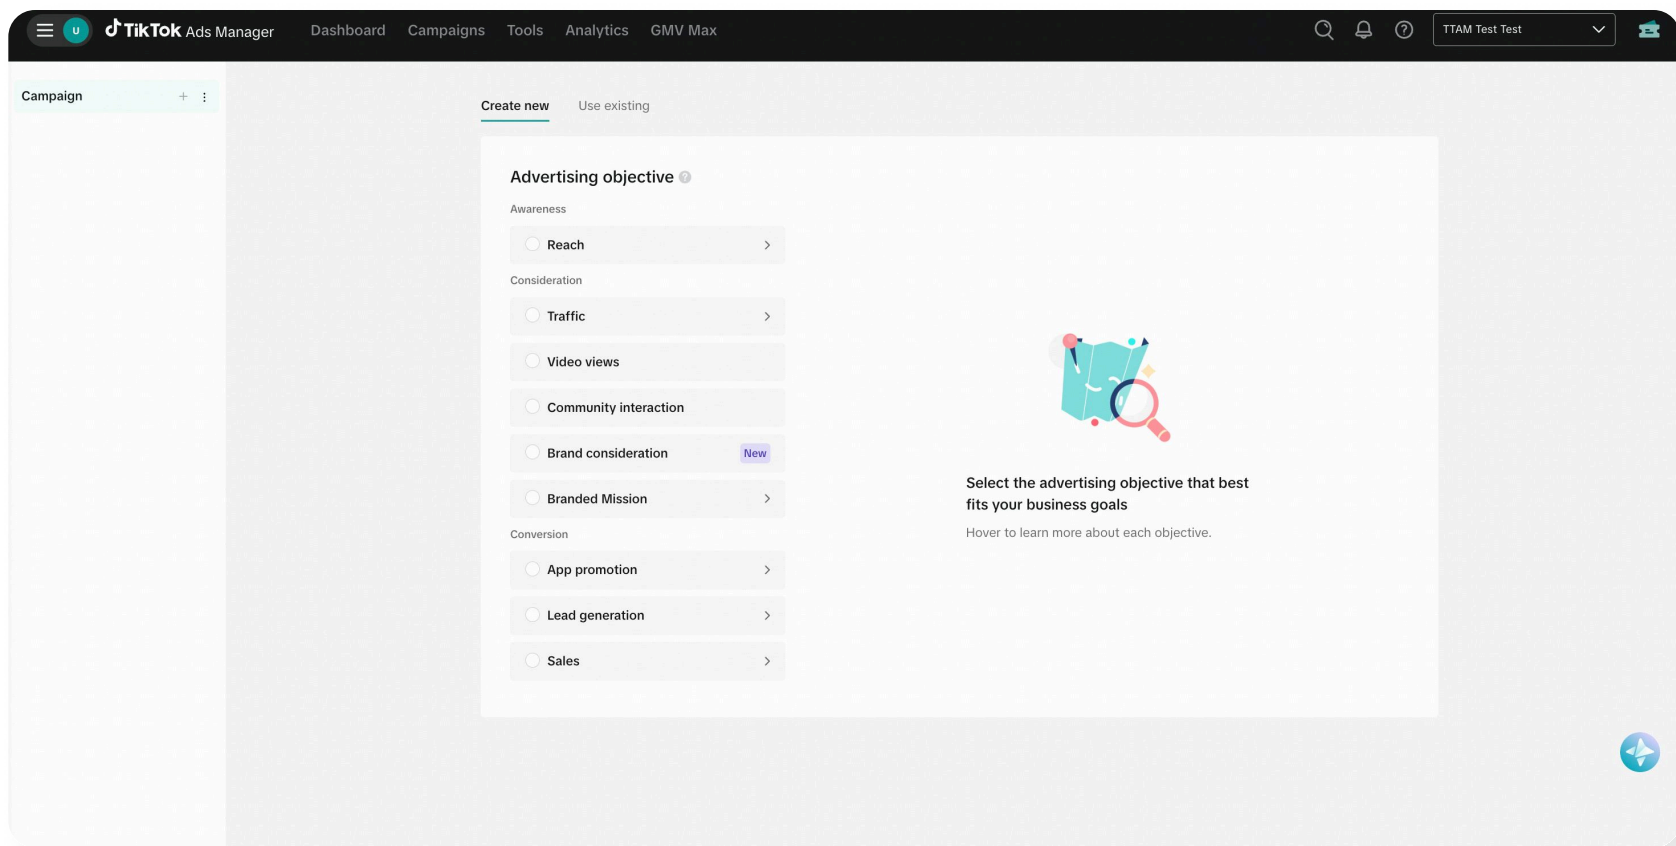 U
TikTok Ads Manager
Dashboard
Campaigns
Tools
Analytics
GMV Max
TTAM Test Test
Campaign
Create new
Use existing
Advertising objective
Awareness
Reach
Consideration
Traffic
Video views
Community interaction
Brand consideration
New
Branded Mission
Conversion
App promotion
Lead generation
Sales
Select the advertising objective that best
fits your business goals
Hover to learn more about each objective.